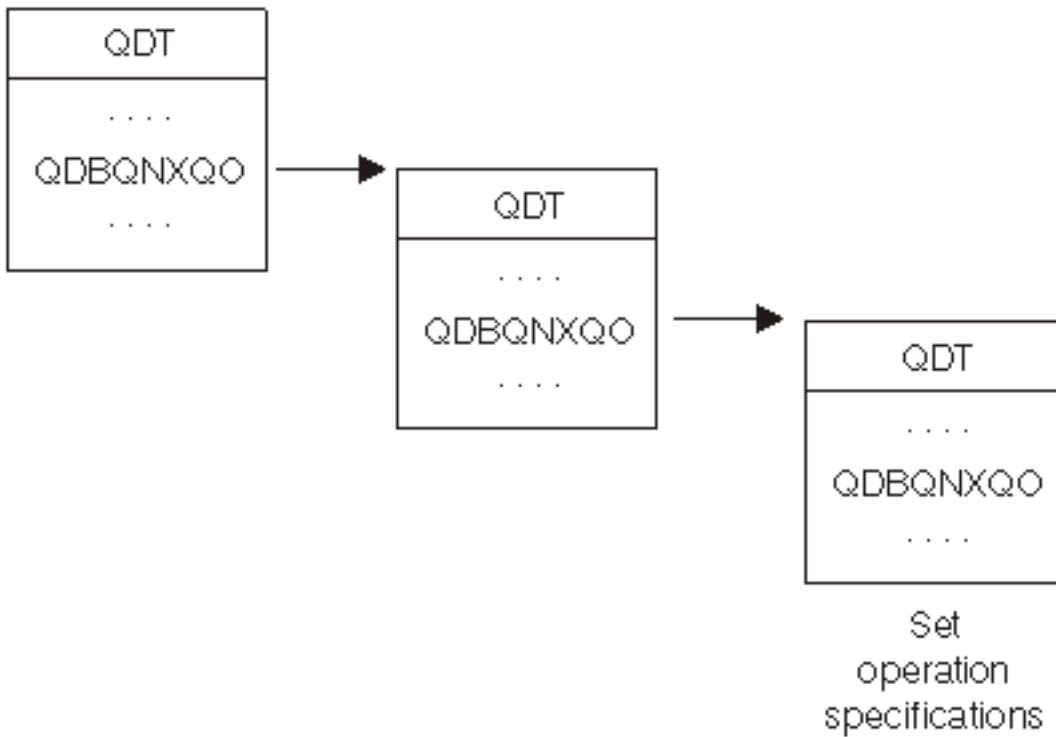 QDT
. . . .
QDBQNXQO
. . . .
QDT
. . . .
QDBQNXQO
. . . .
QDT
. . . .
QDBQNXQO
. . . .
Set
operation
specifications